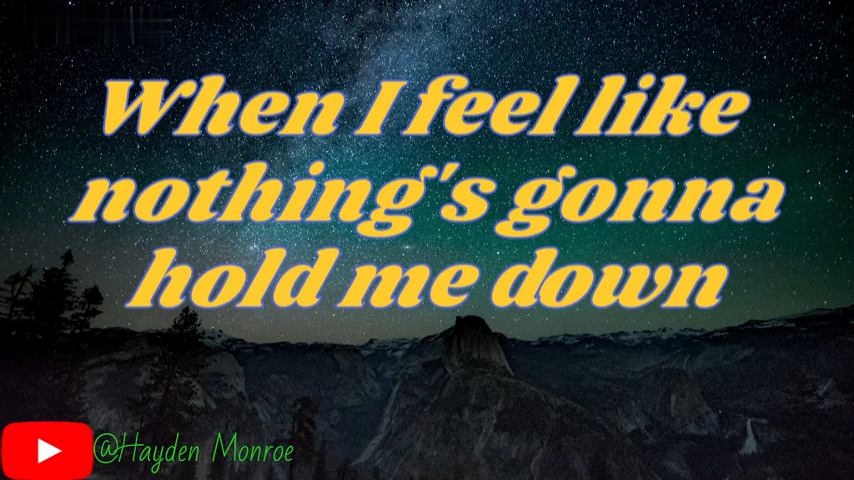 When I feel like
nothing's gonna
hold me down
@Hayden Monroe